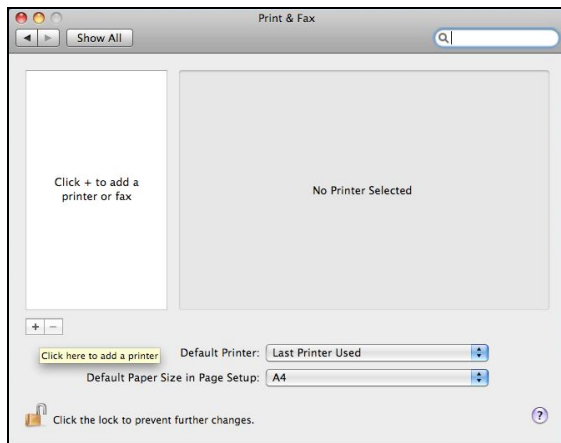 Print & Fax
Show All
Click + to add a
printer or fax
No Printer Selected
+ −
Click here to add a printer
Default Printer: Last Printer Used
Default Paper Size in Page Setup: A4
Click the lock to prevent further changes.
?